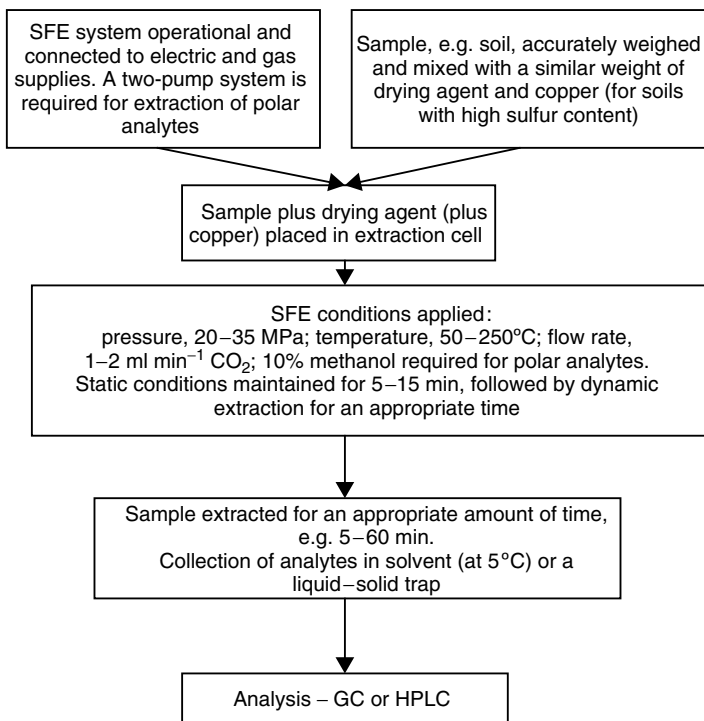 SFE system operational and
connected to electric and gas
supplies. A two-pump system is
required for extraction of polar
analytes
Sample, e.g. soil, accurately weighed
and mixed with a similar weight of
drying agent and copper (for soils
with high sulfur content)
Sample plus drying agent (plus
copper) placed in extraction cell
SFE conditions applied:
pressure, 20–35 MPa; temperature, 50–250°C; flow rate,
1–2 ml min⁻¹ CO₂; 10% methanol required for polar analytes.
Static conditions maintained for 5–15 min, followed by dynamic
extraction for an appropriate time
Sample extracted for an appropriate amount of time,
e.g. 5–60 min.
Collection of analytes in solvent (at 5°C) or a
liquid–solid trap
Analysis – GC or HPLC